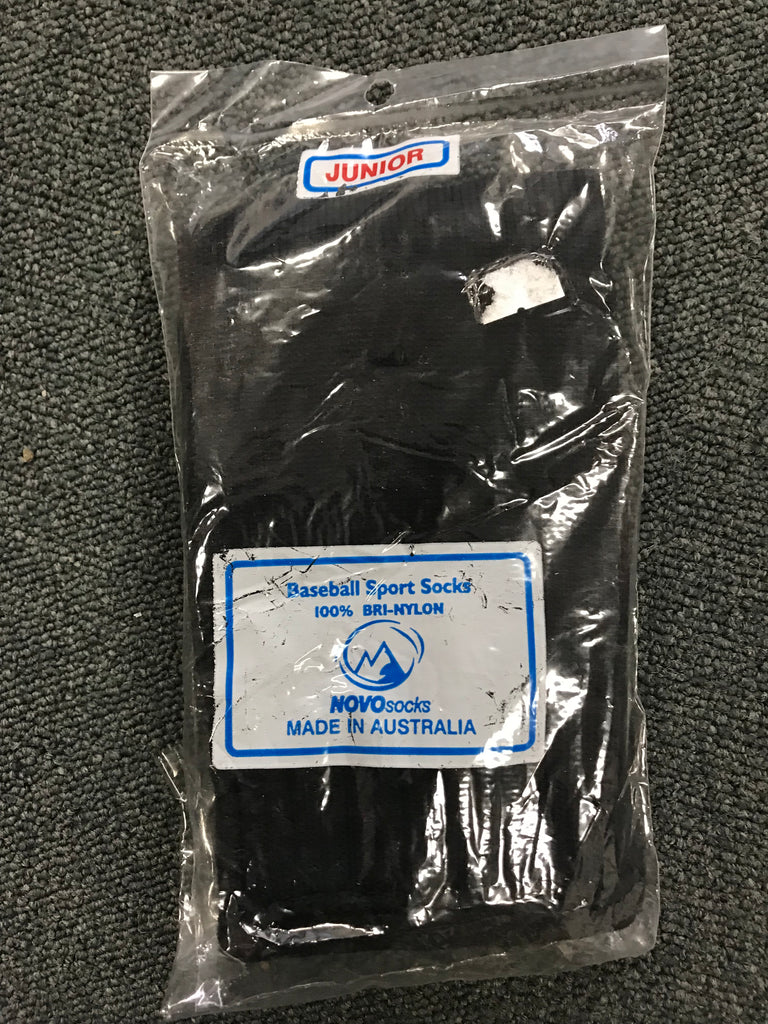 JUNIOR
Baseball Sport Socks
100% BRI-NYLON
NOVOsocks
MADE IN AUSTRALIA